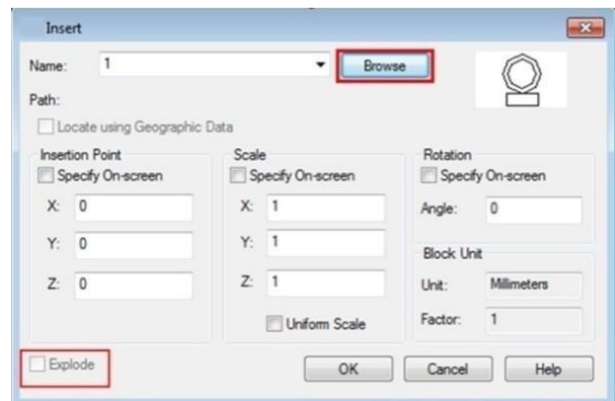 Insert
Name: 1 Browse
Path:
Locate using Geographic Data
Insertion Point Scale Rotation
Specify On-screen Specify On-screen Specify On-screen
X: 0 X: 1 Angle: 0
Y: 0 Y: 1 Block Unit
Z: 0 Z: 1 Unit: Millimeters
Uniform Scale Factor: 1
Explode OK Cancel Help